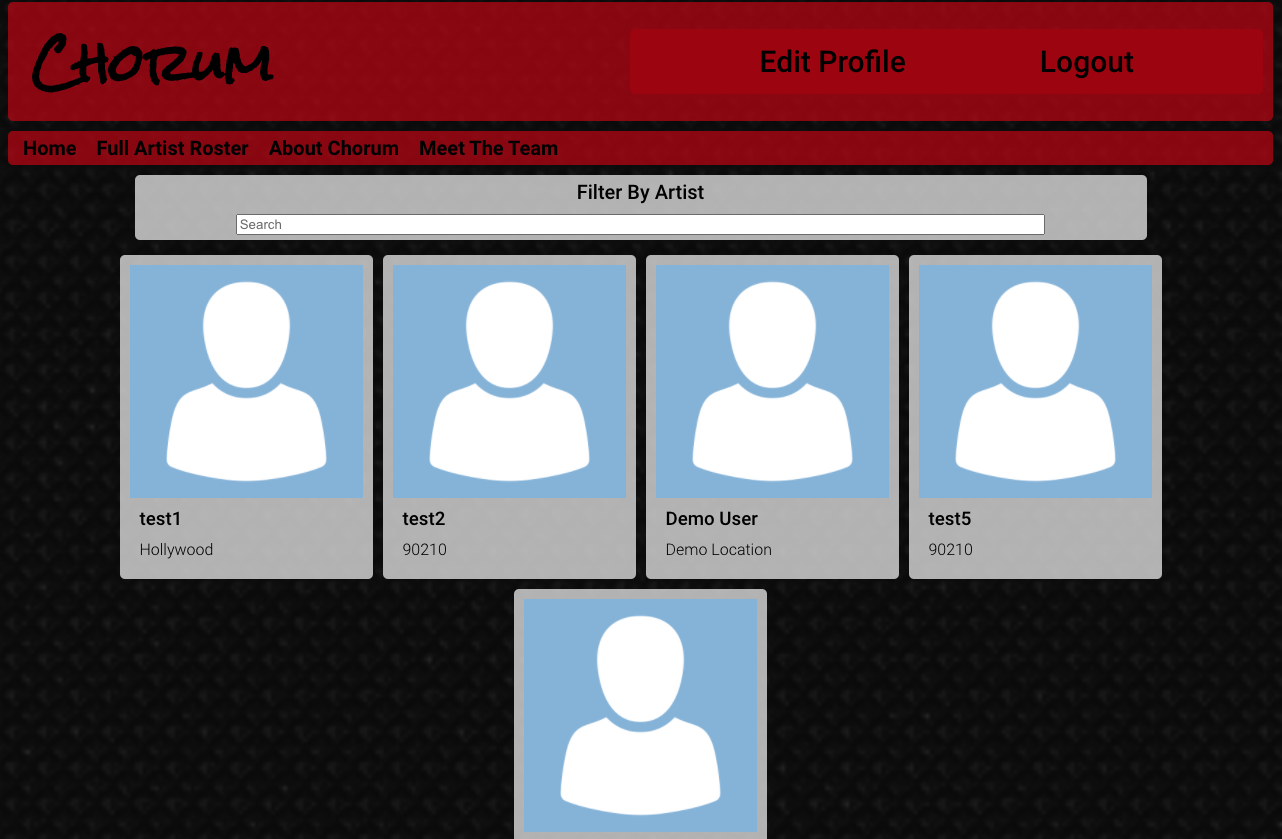 Chorum
Edit Profile Logout
Home Full Artist Roster About Chorum Meet The Team
Filter By Artist
Search
test1 test2 Demo User test5
Hollywood 90210 Demo Location 90210